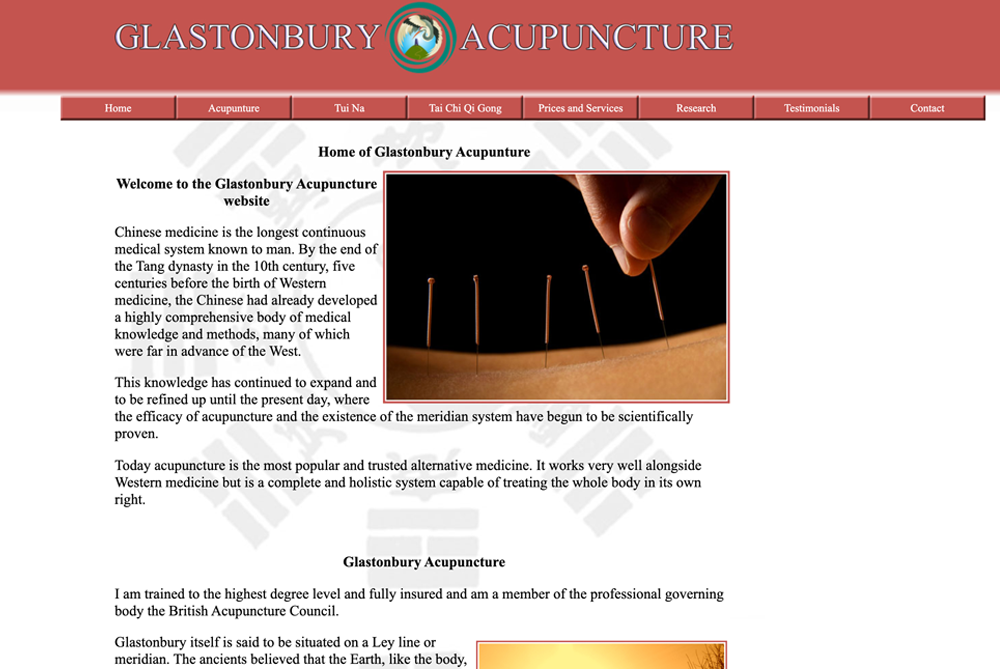 GLASTONBURY ACUPUNCTURE
Home Acupunture Tui Na Tai Chi Qi Gong Prices and Services Research Testimonials Contact
Home of Glastonbury Acupunture
Welcome to the Glastonbury Acupuncture
website
Chinese medicine is the longest continuous
medical system known to man. By the end of
the Tang dynasty in the 10th century, five
centuries before the birth of Western
medicine, the Chinese had already developed
a highly comprehensive body of medical
knowledge and methods, many of which
were far in advance of the West.
This knowledge has continued to expand and
to be refined up until the present day, where
the efficacy of acupuncture and the existence of the meridian system have begun to be scientifically
proven.
Today acupuncture is the most popular and trusted alternative medicine. It works very well alongside
Western medicine but is a complete and holistic system capable of treating the whole body in its own
right.
Glastonbury Acupuncture
I am trained to the highest degree level and fully insured and am a member of the professional governing
body the British Acupuncture Council.
Glastonbury itself is said to be situated on a Ley line or
meridian. The ancients believed that the Earth, like the body,